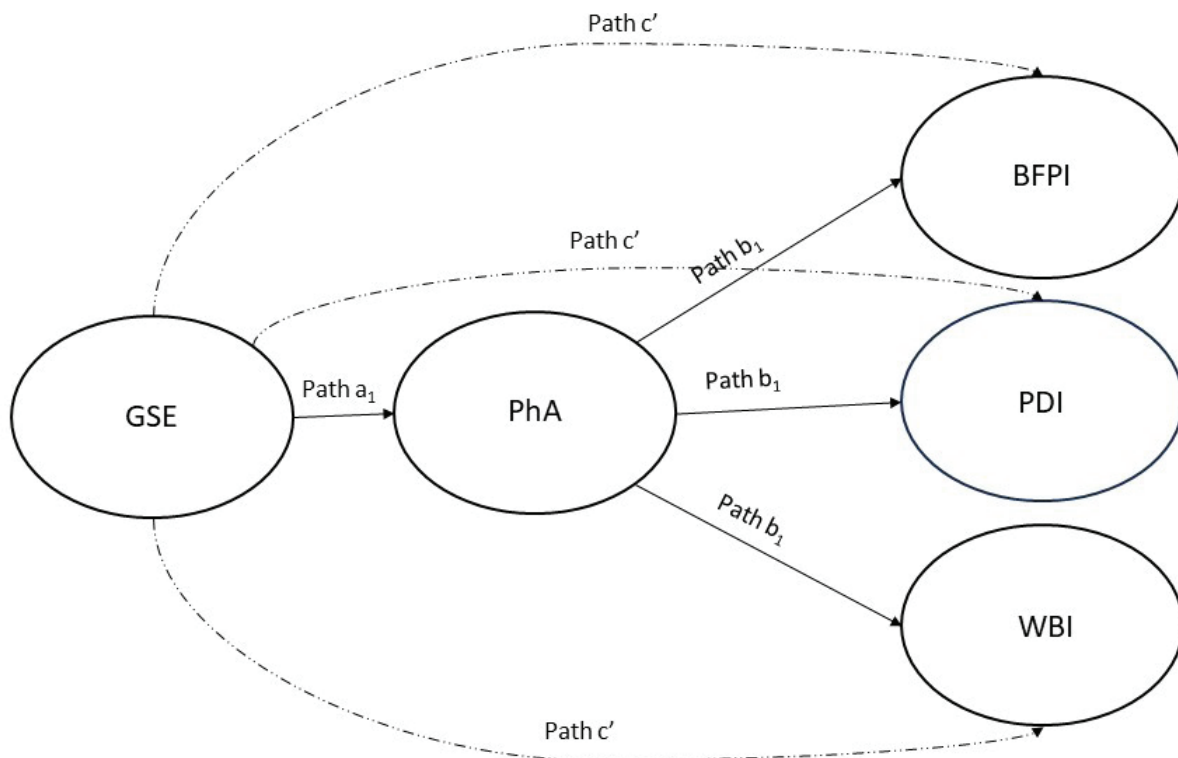 Path c’
BFPI
Path b₁
Path c’
GSE
Path a₁
PhA
Path b₁
PDI
Path b₁
WBI
Path c’